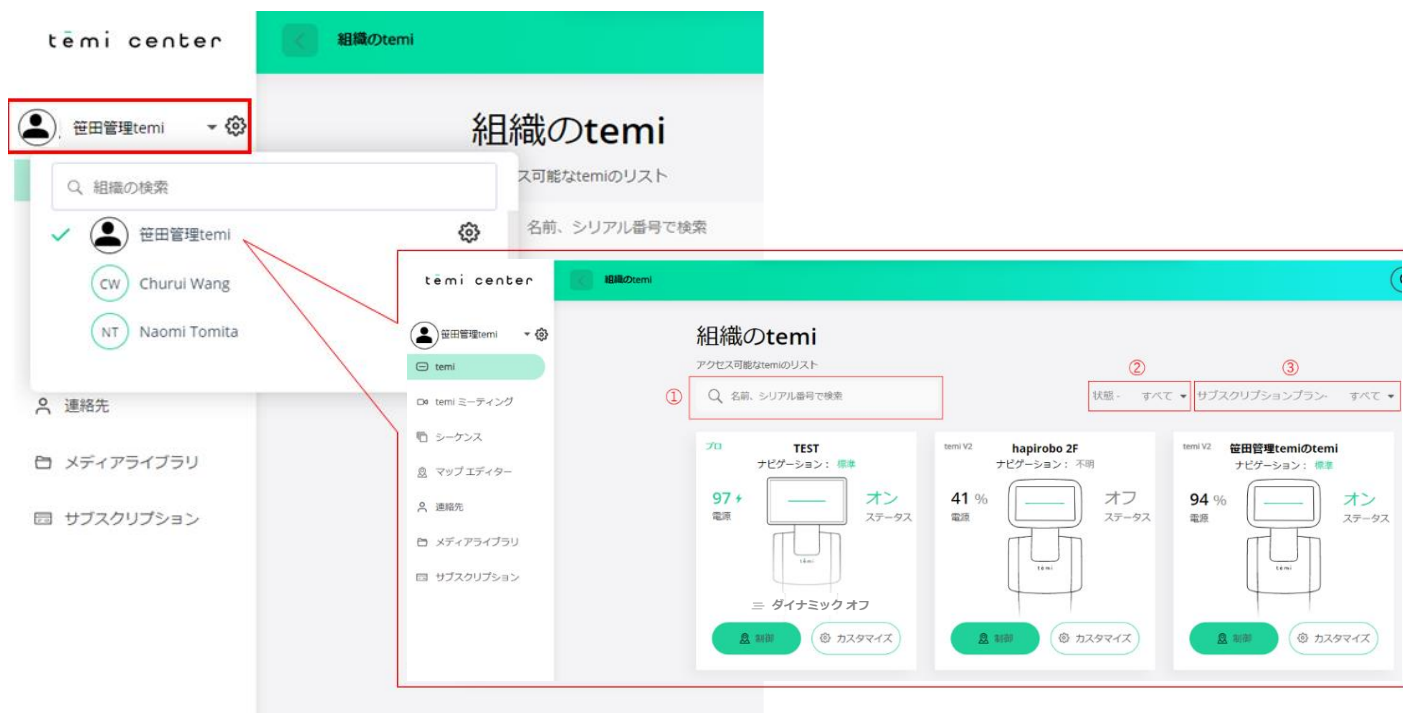 tēmi center
組織のtemi
笹田管理temi
組織のtemi
組織の検索
ス可能なtemiのリスト
笹田管理temi
名前、シリアル番号で検索
CW Churui Wang
NT Naomi Tomita
連絡先
メディアライブラリ
サブスクリプション
tēmi center
組織のtemi
笹田管理temi
temi
temi ミーティング
シーケンス
マップ エディター
連絡先
メディアライブラリ
サブスクリプション
組織のtemi
アクセス可能なtemiのリスト
② ③
① 名前、シリアル番号で検索 状態 - すべて サブスクリプションプラン- すべて
プロ TEST
ナビゲーション： 標準
97 オン
電源 ステータス
tēmi
ダイナミック オフ
制御 カスタマイズ
temi V2 hapirobo 2F
ナビゲーション： 不明
41 % オフ
電源 ステータス
tēmi
制御 カスタマイズ
temi V2 笹田管理temiのtemi
ナビゲーション： 標準
94 % オン
電源 ステータス
tēmi
制御 カスタマイズ